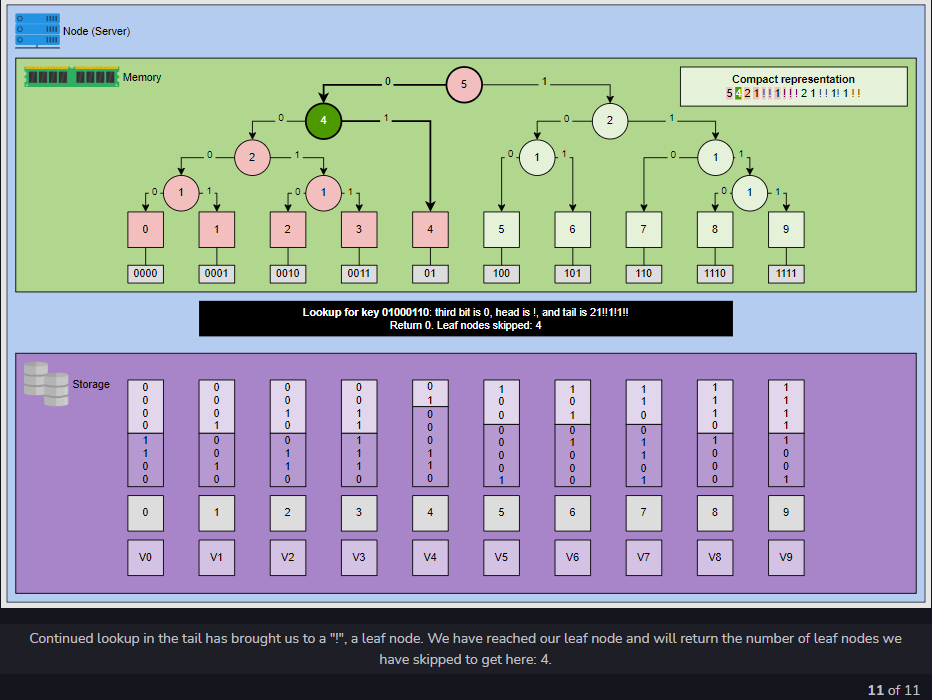 Node (Server)
Memory
Compact representation
5 4 2 1 ! ! 1 ! ! ! 2 1 ! ! 1 ! 1 ! !
5
0 1
4 2
0 1 0 1
2 1 1
0 1 0 1 0 1
1 1 1
0 1 0 1 0 1
0 1 2 3 4 5 6 7 8 9
0000 0001 0010 0011 01 100 101 110 1110 1111
Lookup for key 01000110: third bit is 0, head is !, and tail is 21!!1!1!!
Return 0. Leaf nodes skipped: 4
Storage
0 0 0 0 0 1 1 1 1 1
0 0 0 0 1 0 0 1 1 1
0 0 1 1 0 0 1 0 1 1
0 1 0 1 0 0 0 0 0 1
1 0 0 1 0 0 1 1 1 1
1 0 1 1 1 0 0 1 0 0
0 1 1 1 1 0 0 0 0 0
0 0 0 0 0 1 0 1 0 1
0 1 2 3 4 5 6 7 8 9
V0 V1 V2 V3 V4 V5 V6 V7 V8 V9
Continued lookup in the tail has brought us to a "!", a leaf node. We have reached our leaf node and will return the number of leaf nodes we
have skipped to get here: 4.
11 of 11